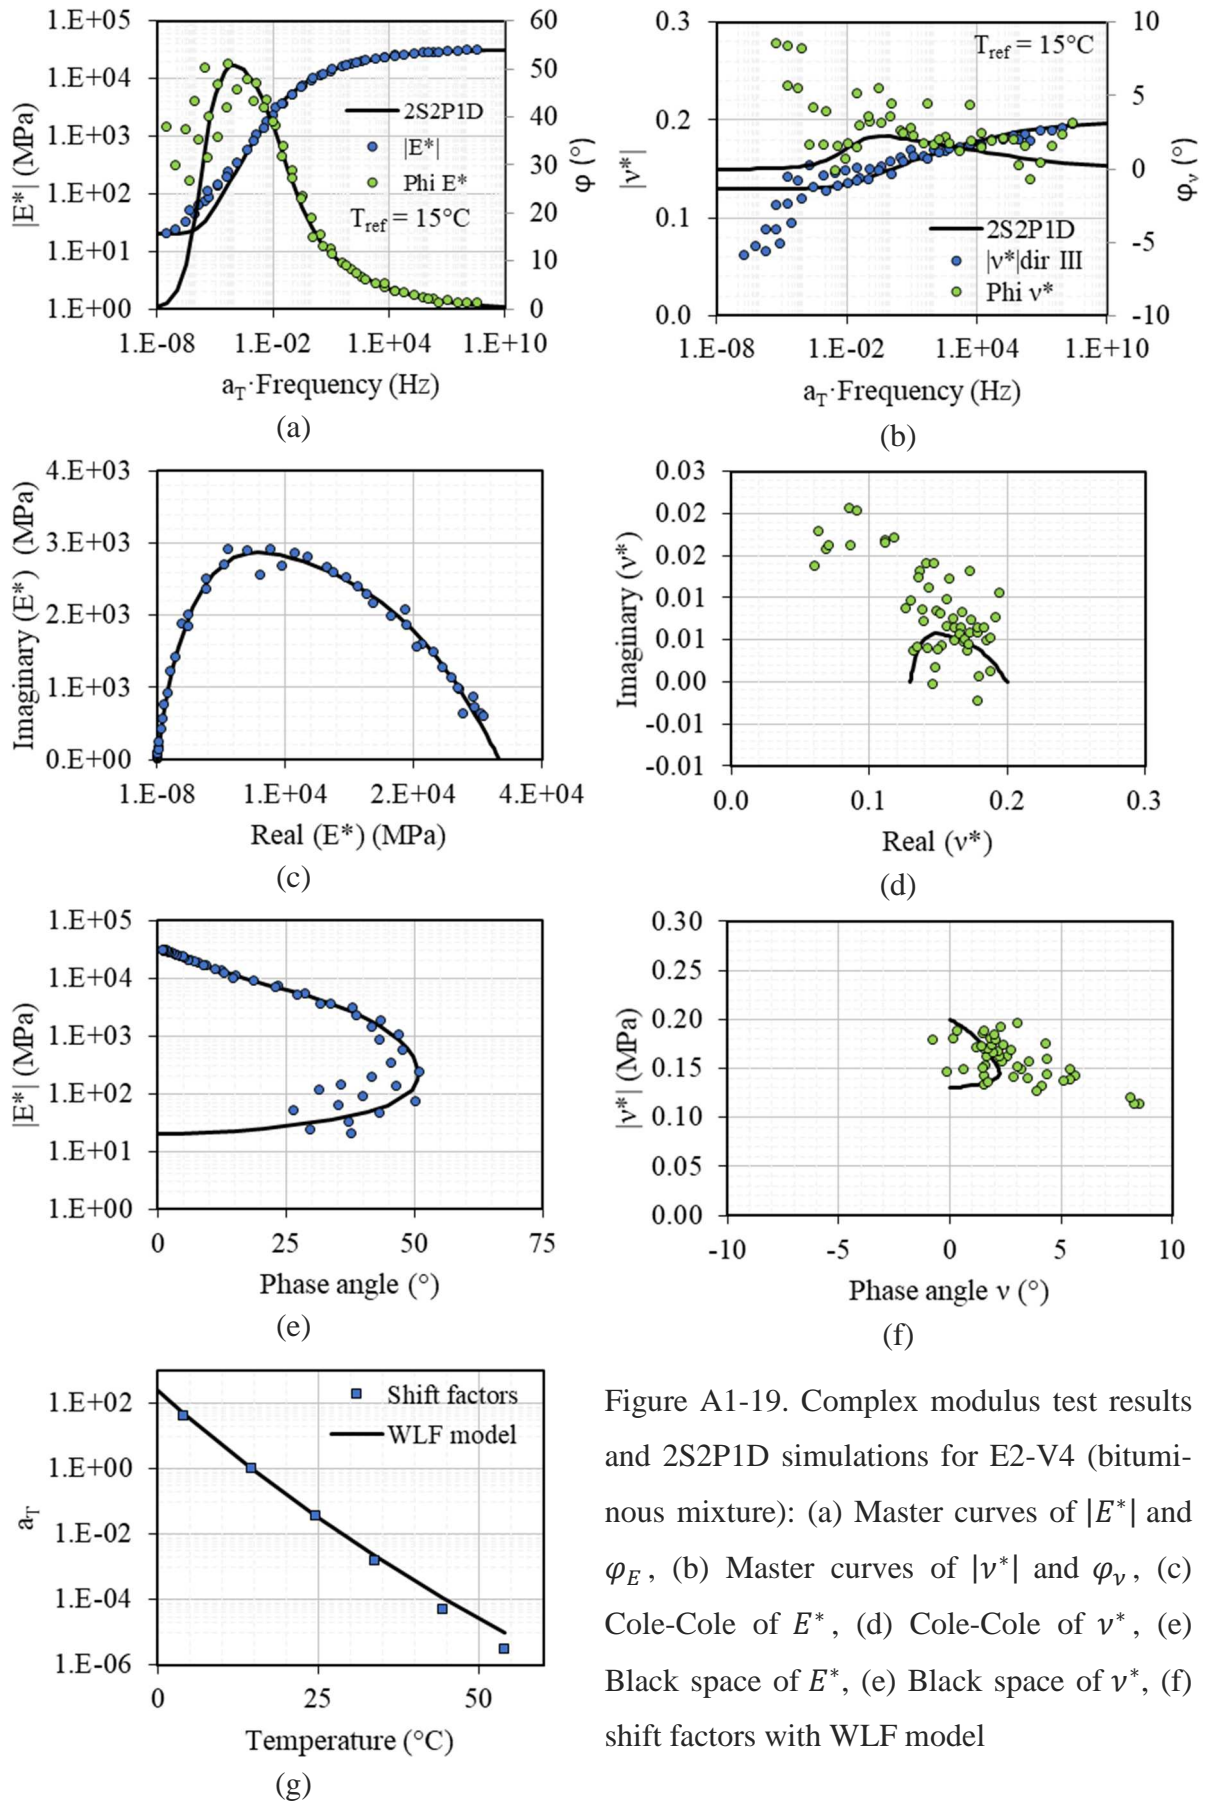 1.E+05
1.E+04
1.E+03
1.E+02
1.E+01
1.E+00
|E*| (MPa)
60
50
40
30
20
10
0
φ (°)
2S2P1D
|E*|
Phi E*
Tref = 15°C
1.E-08 1.E-02 1.E+04 1.E+10
aT·Frequency (Hz)
(a)
0.3
0.2
0.1
0.0
|ν*|
10
5
0
-5
-10
φν (°)
Tref = 15°C
2S2P1D
|ν*|dir III
Phi ν*
1.E-08 1.E-02 1.E+04 1.E+10
aT·Frequency (Hz)
(b)
4.E+03
3.E+03
2.E+03
1.E+03
0.E+00
Imaginary (E*) (MPa)
1.E-08 1.E+04 2.E+04 4.E+04
Real (E*) (MPa)
(c)
0.03
0.02
0.02
0.01
0.01
0.00
-0.01
-0.01
Imaginary (ν*)
0.0 0.1 0.2 0.3
Real (ν*)
(d)
1.E+05
1.E+04
1.E+03
1.E+02
1.E+01
1.E+00
|E*| (MPa)
0 25 50 75
Phase angle (°)
(e)
0.30
0.25
0.20
0.15
0.10
0.05
0.00
|ν*| (MPa)
-10 -5 0 5 10
Phase angle ν (°)
(f)
1.E+02
1.E+00
1.E-02
1.E-04
1.E-06
aT
Shift factors
WLF model
0 25 50
Temperature (°C)
(g)
Figure A1-19. Complex modulus test results
and 2S2P1D simulations for E2-V4 (bitumi-
nous mixture): (a) Master curves of |E*| and
φE, (b) Master curves of |ν*| and φν, (c)
Cole-Cole of E*, (d) Cole-Cole of ν*, (e)
Black space of E*, (e) Black space of ν*, (f)
shift factors with WLF model